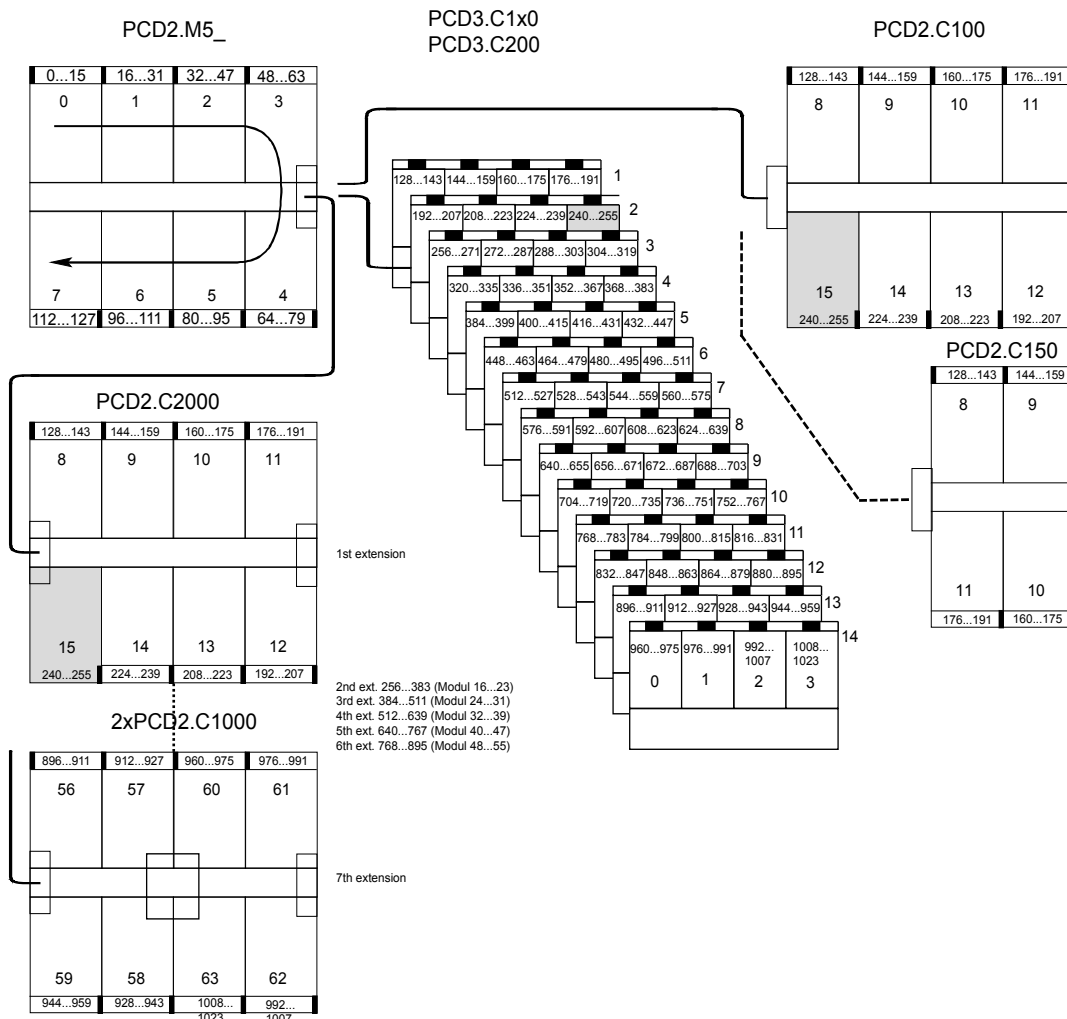 PCD2.M5_
0...15 16...31 32...47 48...63
0 1 2 3
7 6 5 4
112...127 96...111 80...95 64...79
PCD3.C1x0
PCD3.C200
128...143 144...159 160...175 176...191 1
192...207 208...223 224...239 240...255 2
256...271 272...287 288...303 304...319 3
320...335 336...351 352...367 368...383 4
384...399 400...415 416...431 432...447 5
448...463 464...479 480...495 496...511 6
512...527 528...543 544...559 560...575 7
576...591 592...607 608...623 624...639 8
640...655 656...671 672...687 688...703 9
704...719 720...735 736...751 752...767 10
768...783 784...799 800...815 816...831 11
832...847 848...863 864...879 880...895 12
896...911 912...927 928...943 944...959 13
14
960...975 976...991 992... 1008...
1007 1023
0 1 2 3
PCD2.C100
128...143 144...159 160...175 176...191
8 9 10 11
15 14 13 12
240...255 224...239 208...223 192...207
PCD2.C150
128...143 144...159
8 9
11 10
176...191 160...175
PCD2.C2000
128...143 144...159 160...175 176...191
8 9 10 11
1st extension
15 14 13 12
240...255 224...239 208...223 192...207
2nd ext. 256...383 (Modul 16...23)
3rd ext. 384...511 (Modul 24...31)
4th ext. 512...639 (Modul 32...39)
5th ext. 640...767 (Modul 40...47)
6th ext. 768...895 (Modul 48...55)
2xPCD2.C1000
896...911 912...927 960...975 976...991
56 57 60 61
7th extension
59 58 63 62
944...959 928...943 1008... 992...
1023 1007